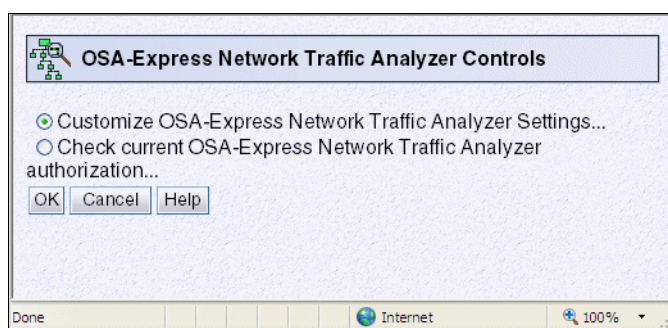 OSA-Express Network Traffic Analyzer Controls
Customize OSA-Express Network Traffic Analyzer Settings...
Check current OSA-Express Network Traffic Analyzer
authorization...
OK Cancel Help
Done Internet 100%